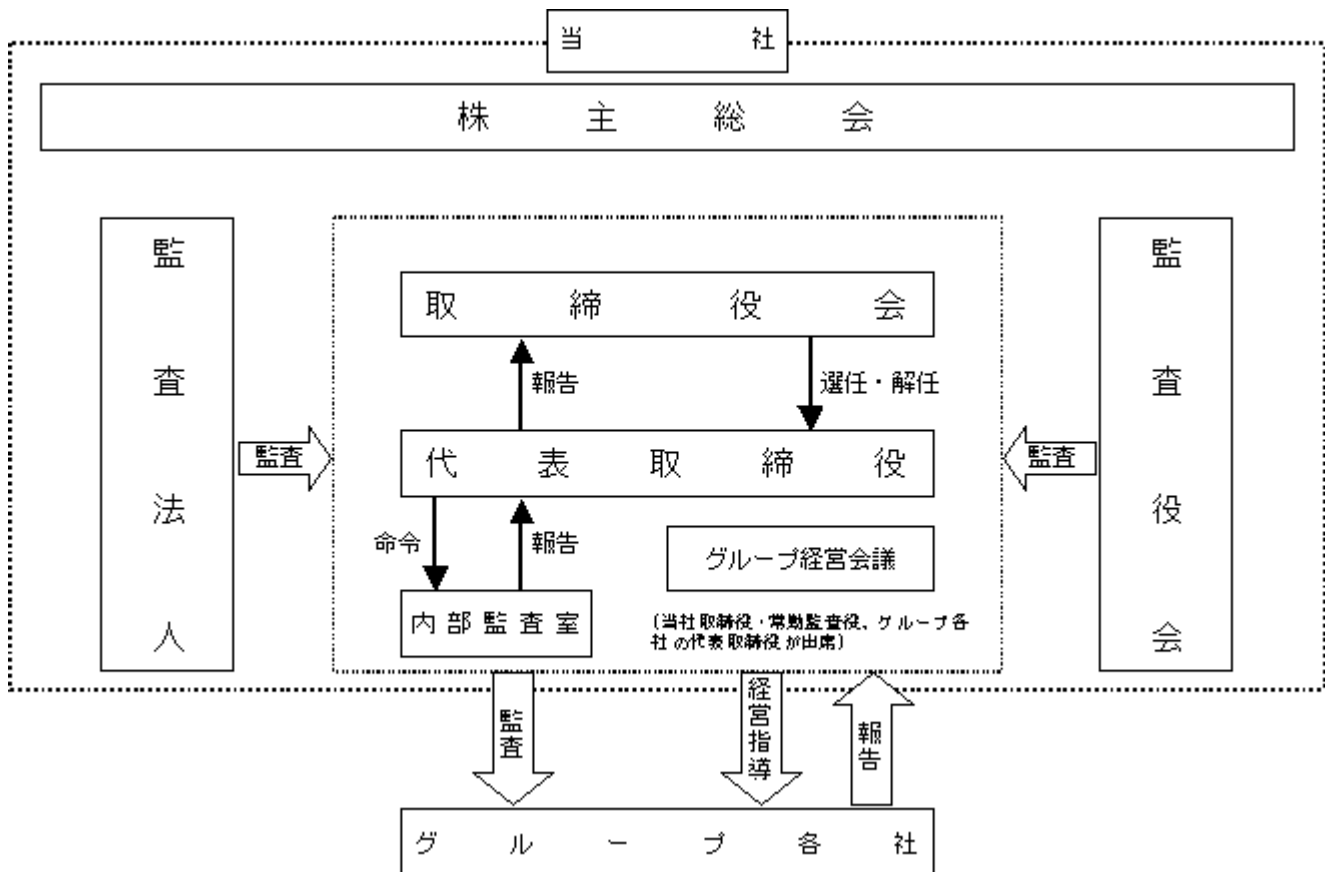 当社
株主総会
監査法人
監査
取締役会
報告
選任・解任
代表取締役
命令
報告
グループ経営会議
内部監査室
(当社取締役・常勤監査役、グループ各
社の代表取締役が出席)
監査
監査役会
監査
経営指導
報告
グループ各社